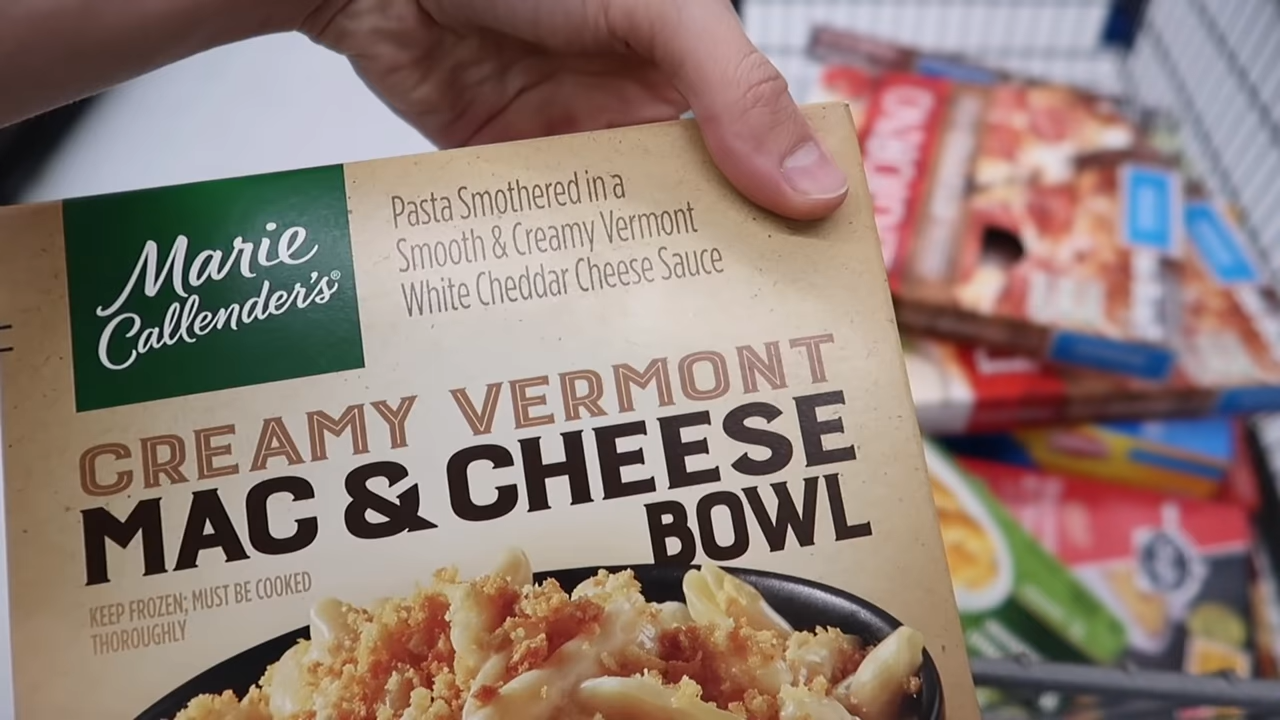 Marie
Callender's®
Pasta Smothered in a
Smooth & Creamy Vermont
White Cheddar Cheese Sauce
CREAMY VERMONT
MAC & CHEESE
BOWL
KEEP FROZEN; MUST BE COOKED
THOROUGHLY